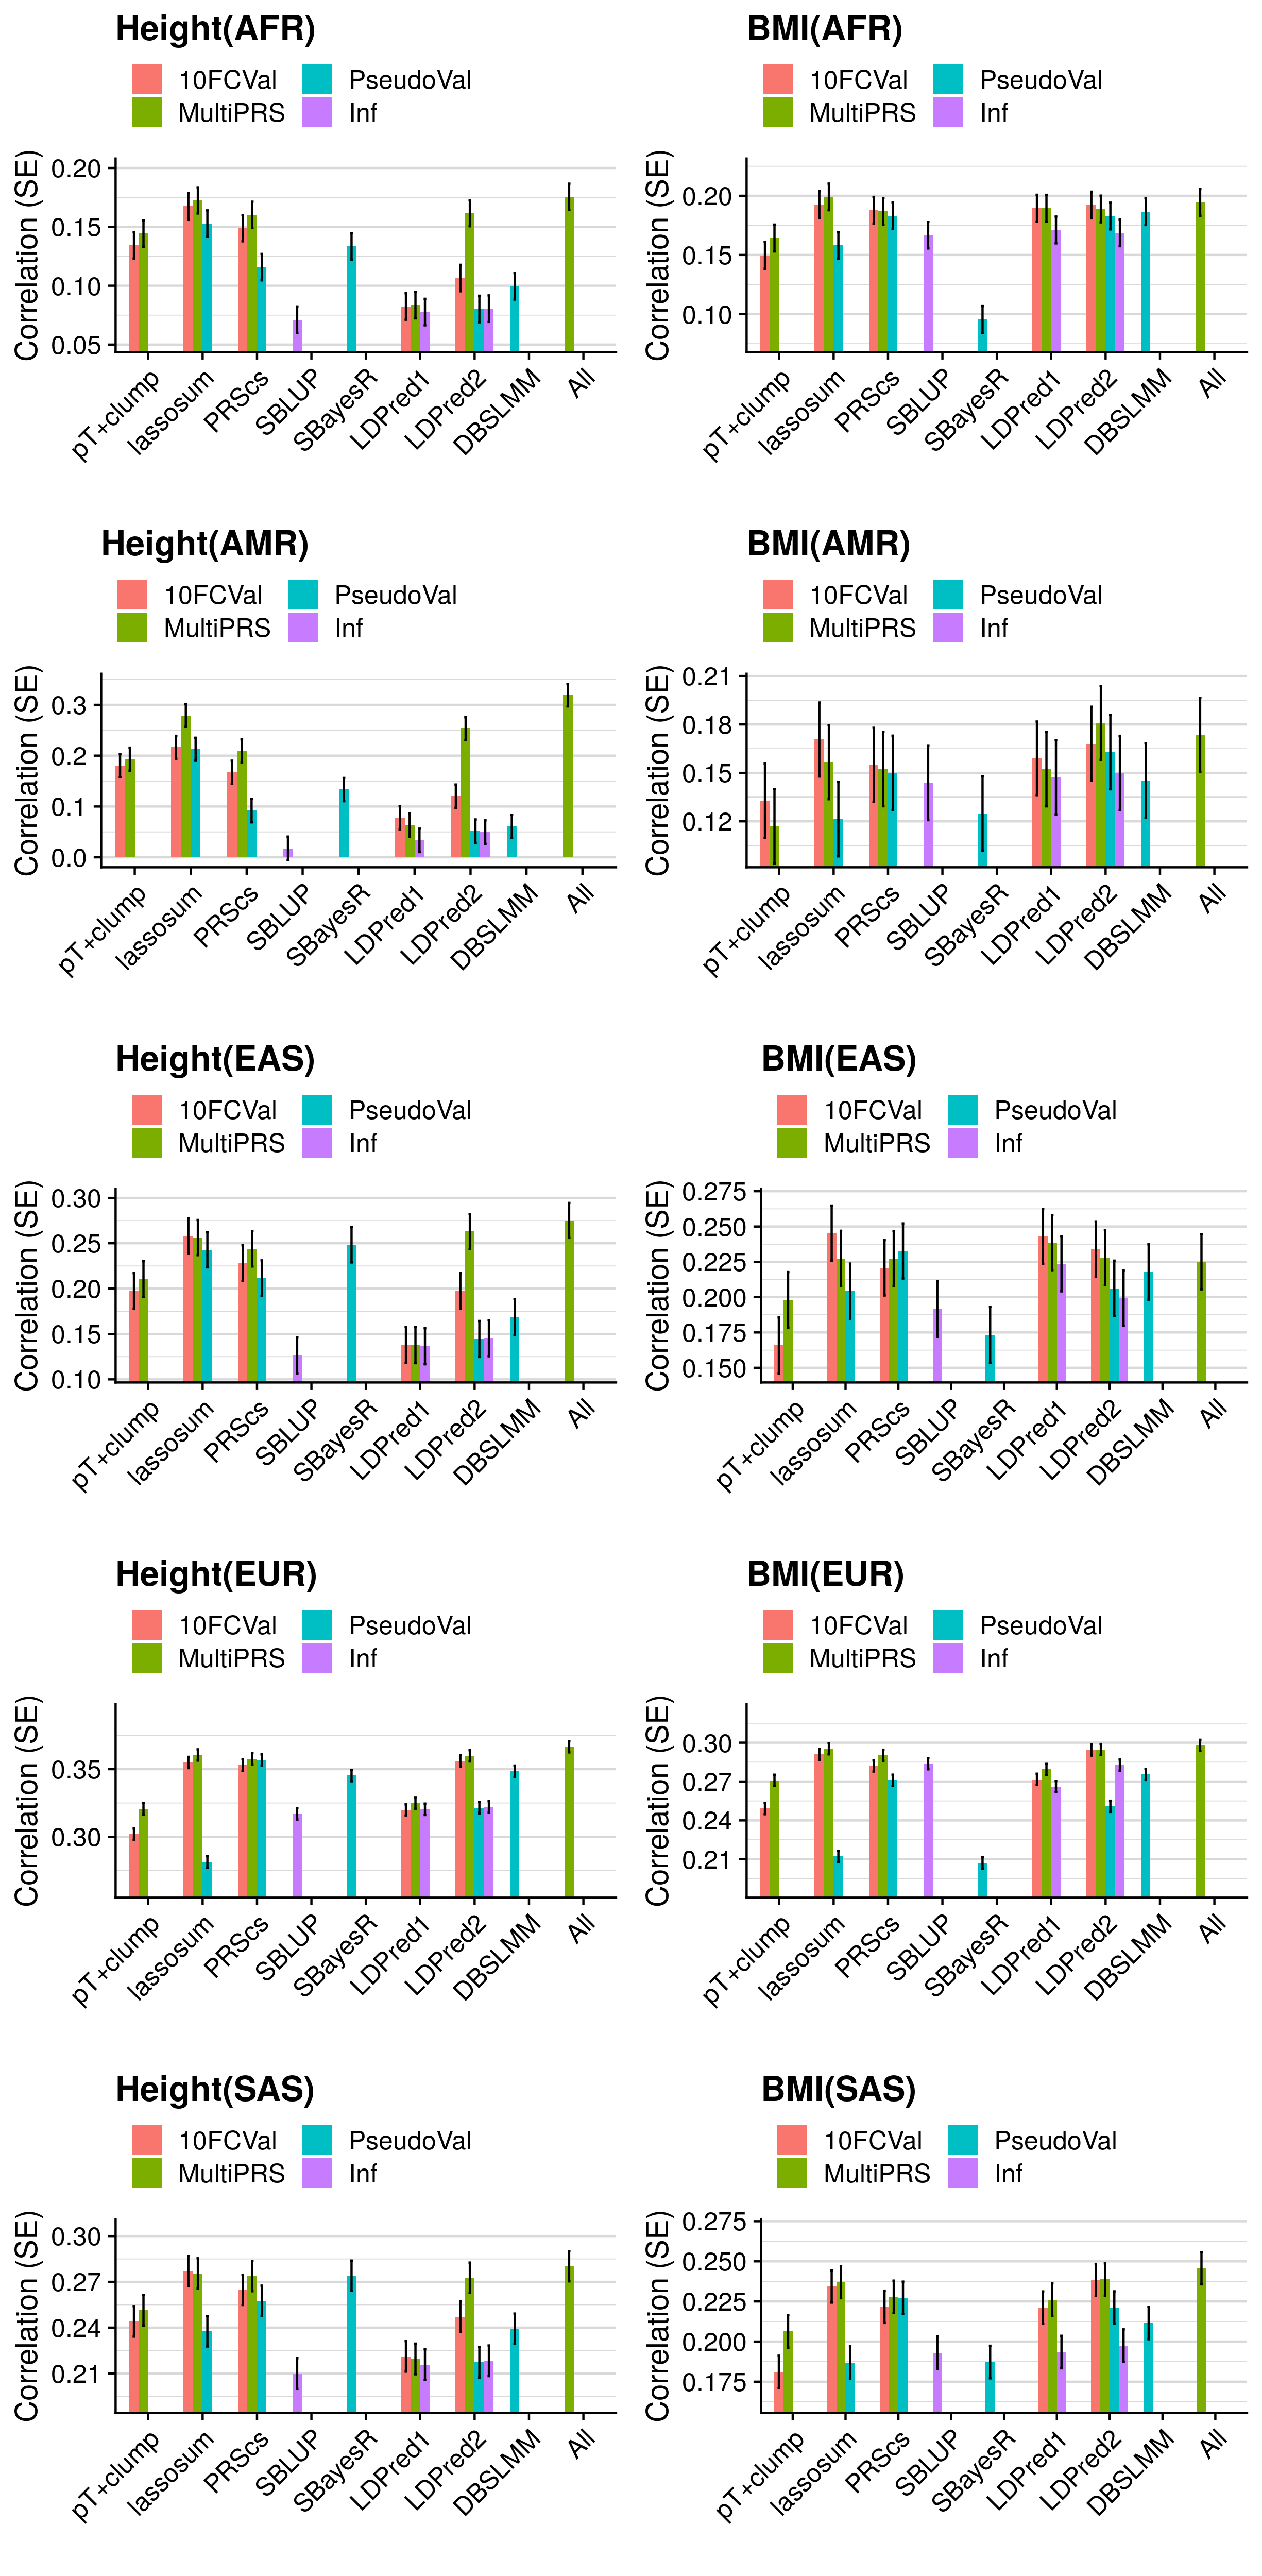 Height(AFR)
10FCVal PseudoVal
MultiPRS Inf
Correlation (SE)
0.20
0.15
0.10
0.05
pT+clump lassosum PRScs SBLUP SBayesR LDPred1 LDPred2 DBSLMM All
BMI(AFR)
10FCVal PseudoVal
MultiPRS Inf
Correlation (SE)
0.20
0.15
0.10
pT+clump lassosum PRScs SBLUP SBayesR LDPred1 LDPred2 DBSLMM All
Height(AMR)
10FCVal PseudoVal
MultiPRS Inf
Correlation (SE)
0.3
0.2
0.1
0.0
pT+clump lassosum PRScs SBLUP SBayesR LDPred1 LDPred2 DBSLMM All
BMI(AMR)
10FCVal PseudoVal
MultiPRS Inf
Correlation (SE)
0.21
0.18
0.15
0.12
pT+clump lassosum PRScs SBLUP SBayesR LDPred1 LDPred2 DBSLMM All
Height(EAS)
10FCVal PseudoVal
MultiPRS Inf
Correlation (SE)
0.30
0.25
0.20
0.15
0.10
pT+clump lassosum PRScs SBLUP SBayesR LDPred1 LDPred2 DBSLMM All
BMI(EAS)
10FCVal PseudoVal
MultiPRS Inf
Correlation (SE)
0.275
0.250
0.225
0.200
0.175
0.150
pT+clump lassosum PRScs SBLUP SBayesR LDPred1 LDPred2 DBSLMM All
Height(EUR)
10FCVal PseudoVal
MultiPRS Inf
Correlation (SE)
0.35
0.30
pT+clump lassosum PRScs SBLUP SBayesR LDPred1 LDPred2 DBSLMM All
BMI(EUR)
10FCVal PseudoVal
MultiPRS Inf
Correlation (SE)
0.30
0.27
0.24
0.21
pT+clump lassosum PRScs SBLUP SBayesR LDPred1 LDPred2 DBSLMM All
Height(SAS)
10FCVal PseudoVal
MultiPRS Inf
Correlation (SE)
0.30
0.27
0.24
0.21
pT+clump lassosum PRScs SBLUP SBayesR LDPred1 LDPred2 DBSLMM All
BMI(SAS)
10FCVal PseudoVal
MultiPRS Inf
Correlation (SE)
0.275
0.250
0.225
0.200
0.175
pT+clump lassosum PRScs SBLUP SBayesR LDPred1 LDPred2 DBSLMM All